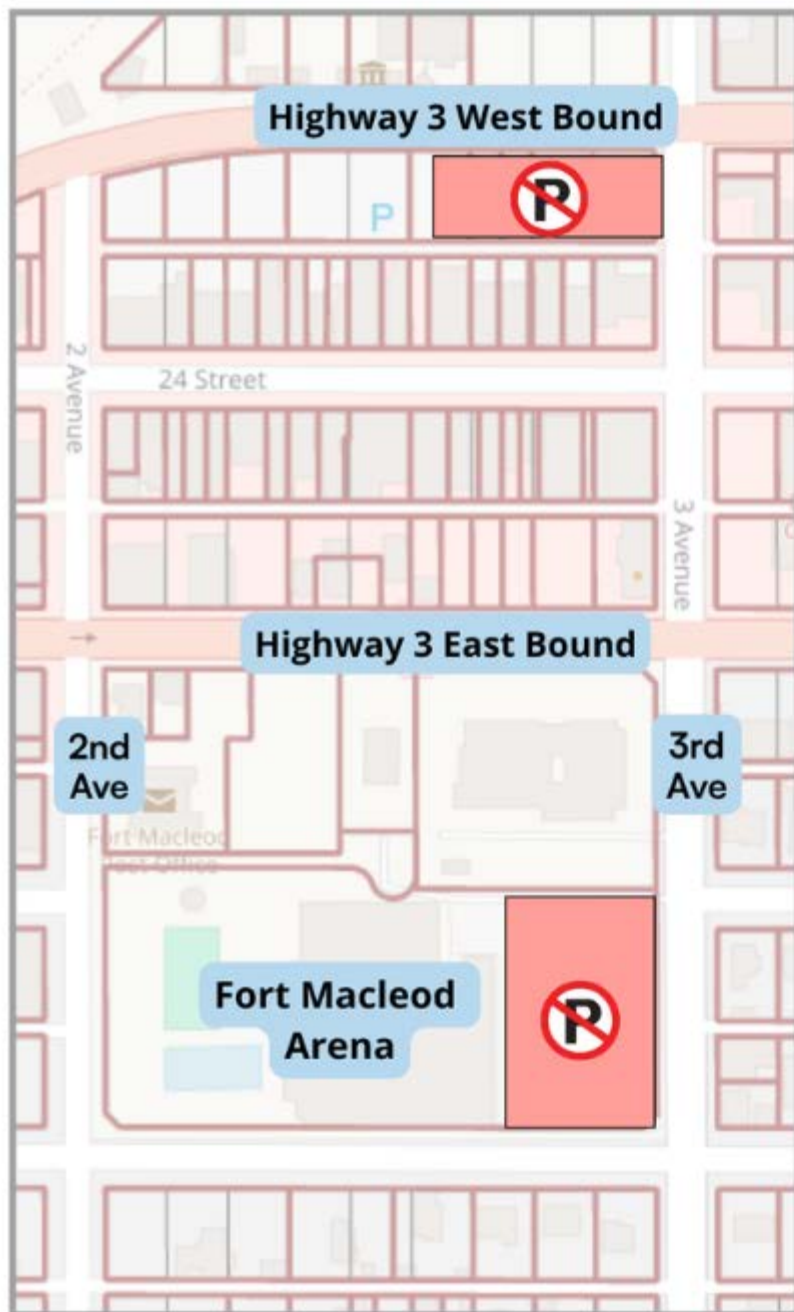 Highway 3 West Bound
P
P
2 Avenue
24 Street
3 Avenue
Highway 3 East Bound
2nd
Ave
3rd
Ave
Fort Macleod
Post Office
Fort Macleod
Arena
P